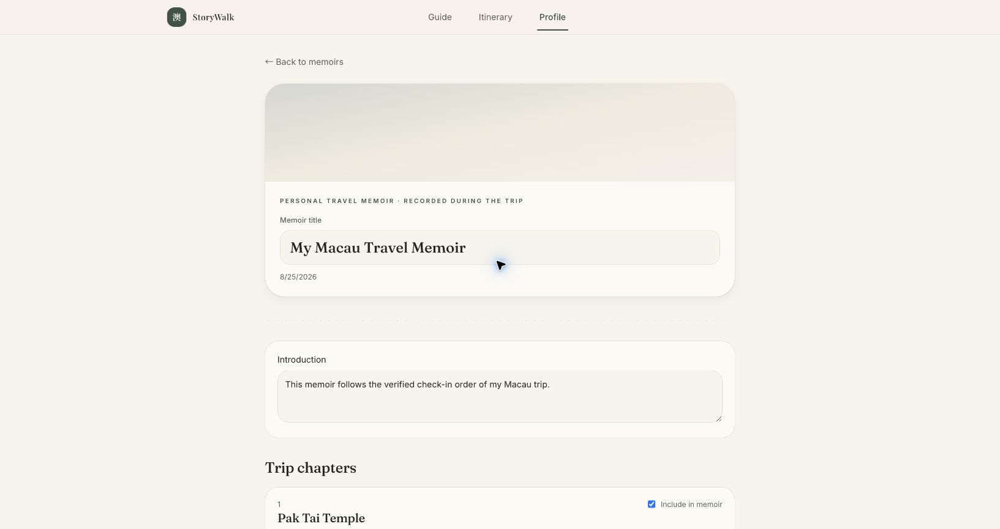 澳 StoryWalk
Guide Itinerary Profile
← Back to memoirs
PERSONAL TRAVEL MEMOIR · RECORDED DURING THE TRIP
Memoir title
My Macau Travel Memoir
8/25/2026
Introduction
This memoir follows the verified check-in order of my Macau trip.
Trip chapters
1
Include in memoir
Pak Tai Temple